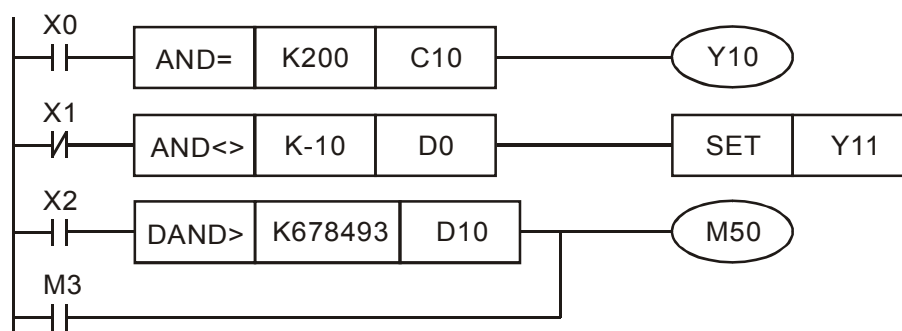 X0
AND= K200 C10 Y10
X1
AND<> K-10 D0 SET Y11
X2
DAND> K678493 D10 M50
M3